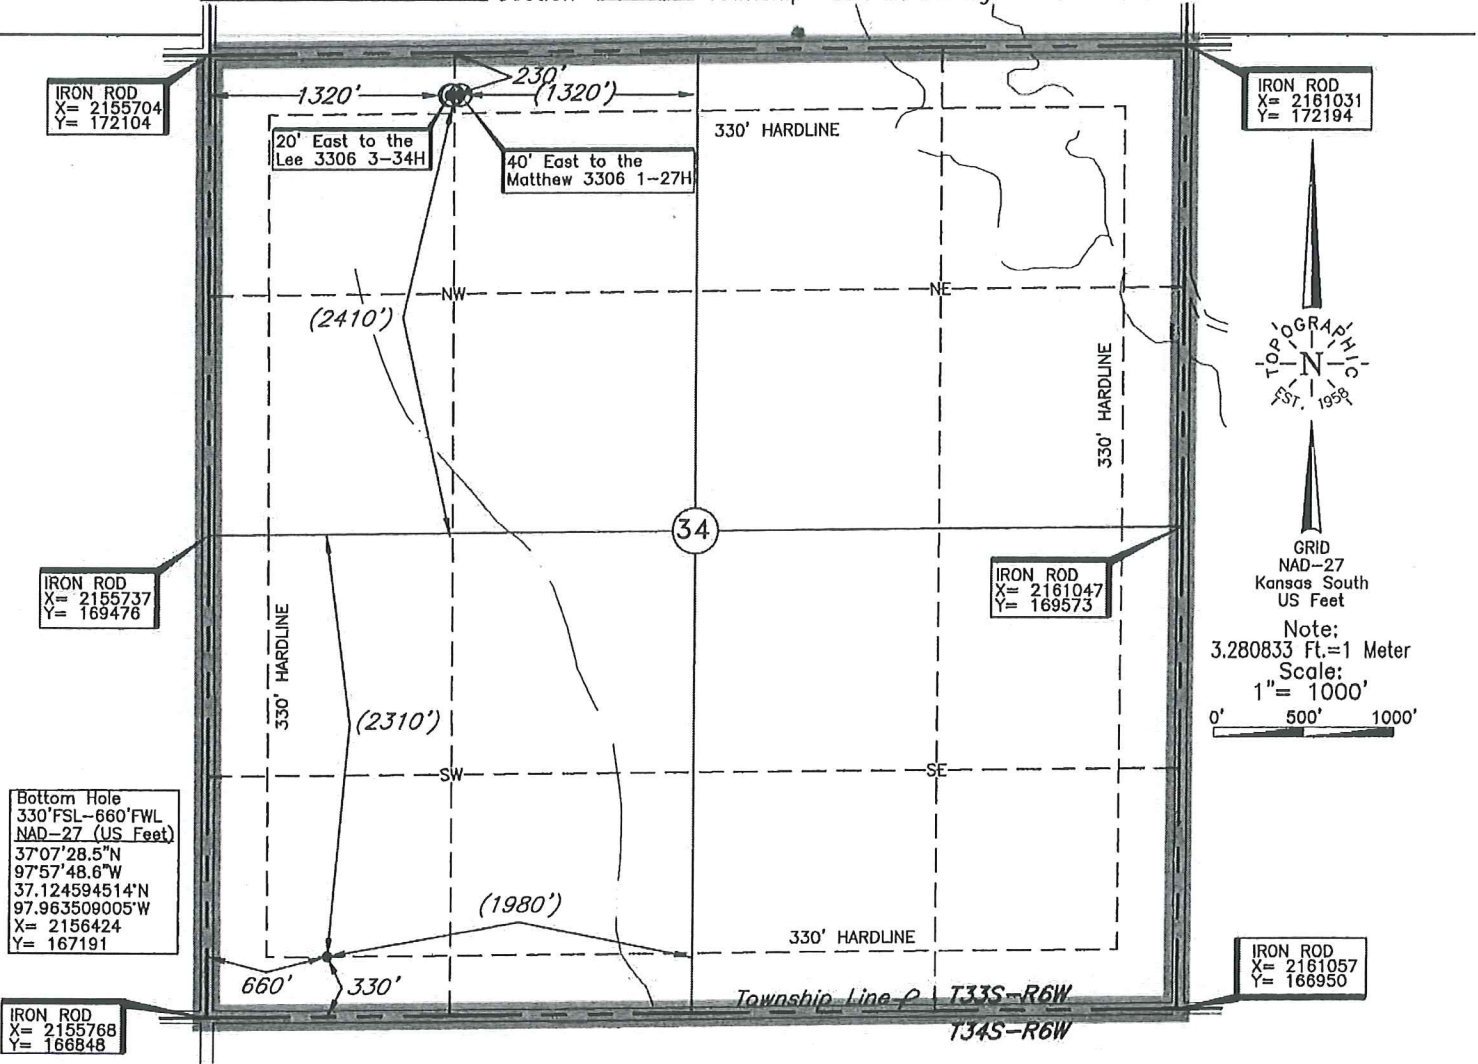 IRON ROD
X= 2155704
Y= 172104
1320'
230'
(1320')
20' East to the
Lee 3306 3-34H
40' East to the
Matthew 3306 1-27H
330' HARDLINE
IRON ROD
X= 2161031
Y= 172194
NW
NE
(2410')
330' HARDLINE
TOPOGRAPHIC
N
EST. 1958
34
IRON ROD
X= 2155737
Y= 169476
IRON ROD
X= 2161047
Y= 169573
GRID
NAD-27
Kansas South
US Feet
Note:
3.280833 Ft.=1 Meter
Scale:
1"= 1000'
0' 500' 1000'
330' HARDLINE
(2310')
SW
SE
Bottom Hole
330'FSL-660'FWL
NAD-27 (US Feet)
37°07'28.5"N
97°57'48.6"W
37.124594514°N
97.963509005°W
X= 2156424
Y= 167191
(1980')
330' HARDLINE
660'
330'
IRON ROD
X= 2161057
Y= 166950
Township Line
T33S-R6W
T34S-R6W
IRON ROD
X= 2155768
Y= 166848